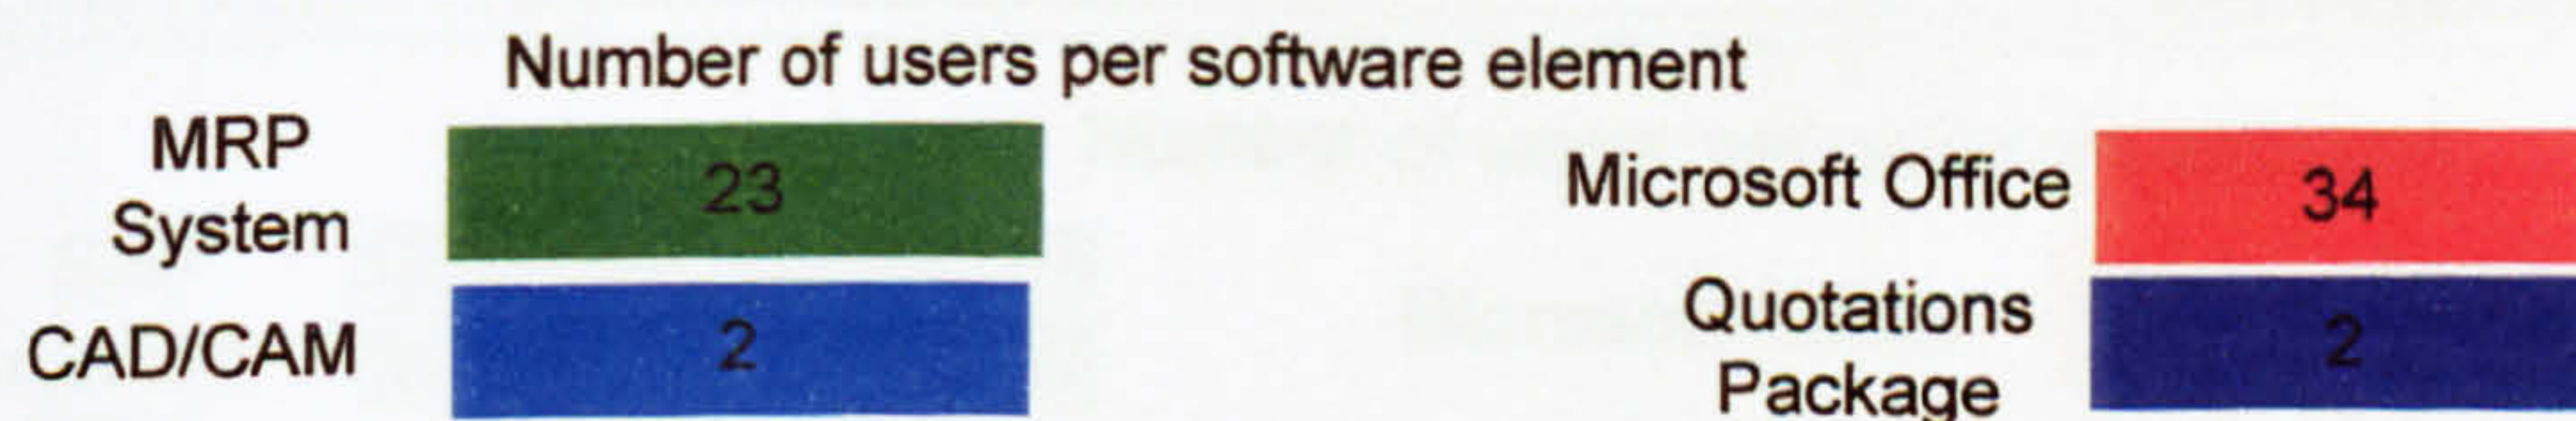 Number of users per software element
MRP
System
23
Microsoft Office
34
CAD/CAM
2
Quotations
Package
2